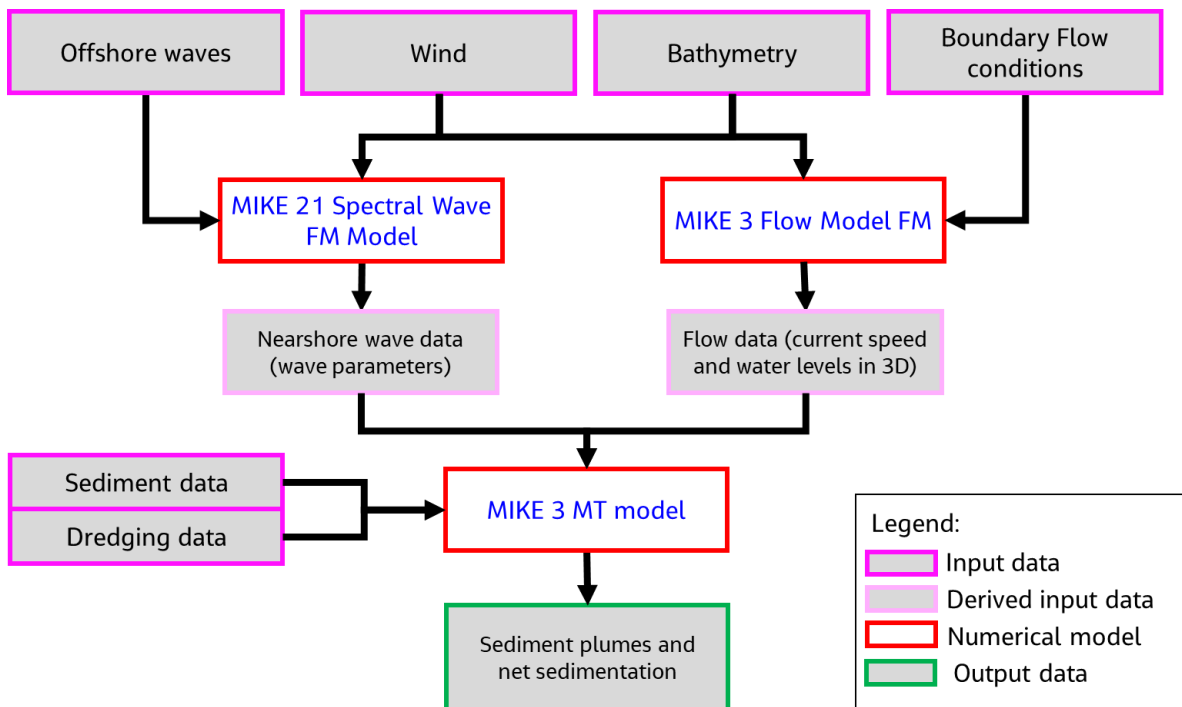 Offshore waves
Wind
Bathymetry
Boundary Flow
conditions
MIKE 21 Spectral Wave
FM Model
MIKE 3 Flow Model FM
Nearshore wave data
(wave parameters)
Flow data (current speed
and water levels in 3D)
Sediment data
Dredging data
MIKE 3 MT model
Sediment plumes and
net sedimentation
Legend:
Input data
Derived input data
Numerical model
Output data